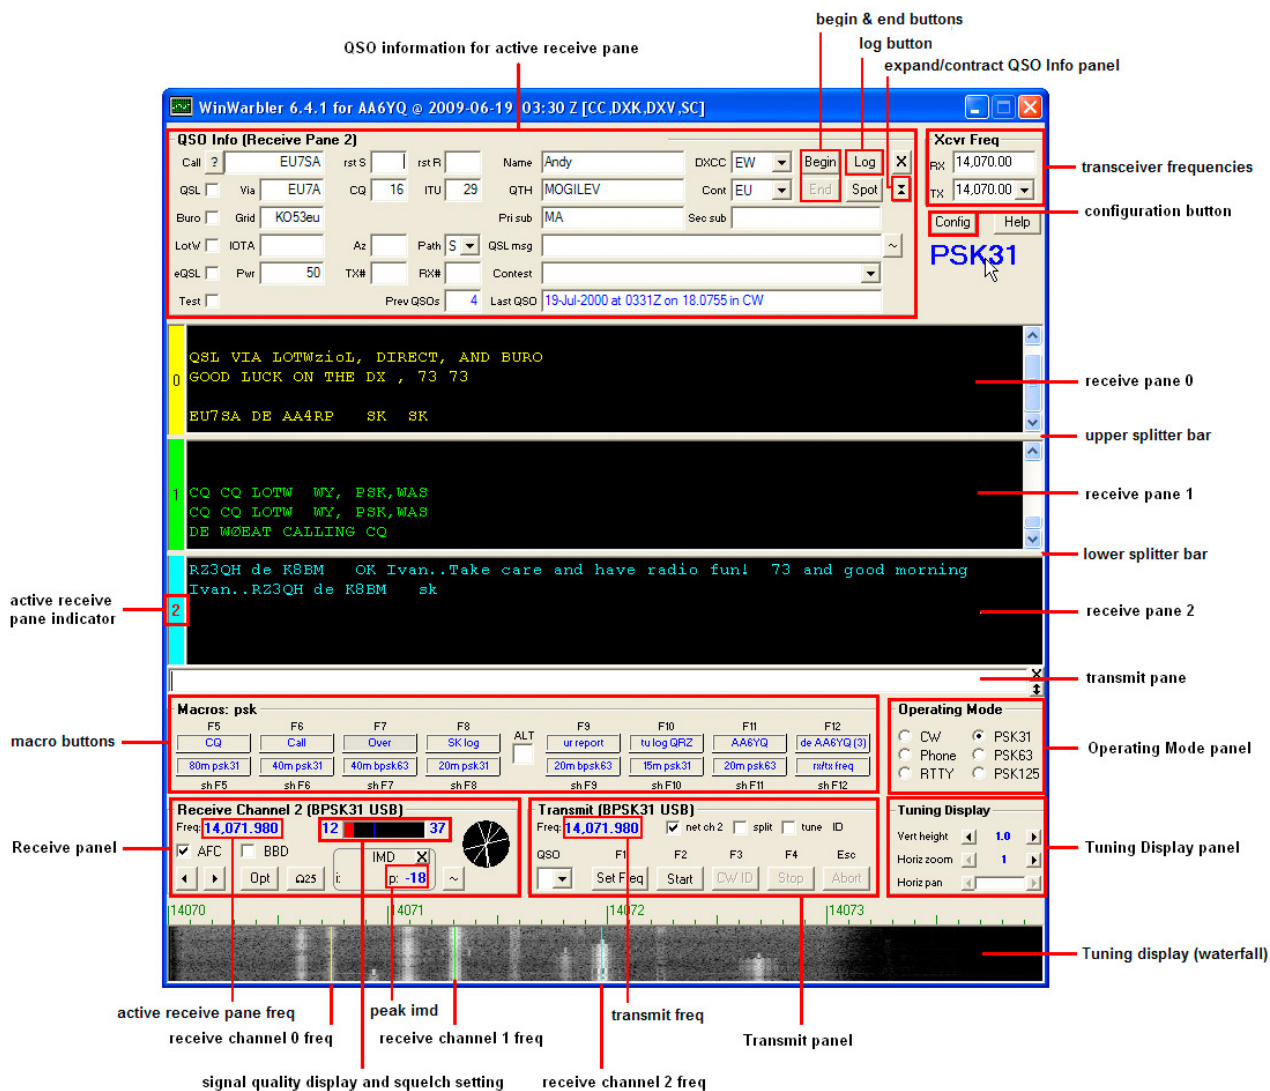 begin & end buttons
log button
QSO information for active receive pane
expand/contract QSO Info panel
WinWarbler 6.4.1 for AA6YQ @ 2009-06-19 03:30 Z [CC,DXK,DXV,SC]
QSO Info (Receive Pane 2)
Call ? EU7SA rst S rst R Name Andy DXCC EW Begin Log X
QSL Via EU7A CQ 16 ITU 29 QTH MOGILEV Cont EU End Spot
Buro Grid KO53eu Pri sub MA Sec sub
LotW IOTA Az Path S QSL msg ~
eQSL Pwr 50 TX# RX# Contest
Test Prev QSOs 4 Last QSO 19-Jul-2000 at 0331Z on 18.0755 in CW
Xcvr Freq
RX 14,070.00
TX 14,070.00
Config Help
PSK31
transceiver frequencies
configuration button
0
QSL VIA LOTWzioL, DIRECT, AND BURO
GOOD LUCK ON THE DX , 73 73
EU7SA DE AA4RP SK SK
receive pane 0
upper splitter bar
1
CQ CQ LOTW WY, PSK,WAS
CQ CQ LOTW WY, PSK,WAS
DE WØEAT CALLING CQ
receive pane 1
lower splitter bar
active receive
pane indicator
2
RZ3QH de K8BM OK Ivan..Take care and have radio fun! 73 and good morning
Ivan..RZ3QH de K8BM sk
receive pane 2
X
transmit pane
macro buttons
Macros: psk
F5 F6 F7 F8 ALT F9 F10 F11 F12
CQ Call Over SK log ur report tu log QRZ AA6YQ de AA6YQ (3)
80m psk31 40m psk31 40m bpsk63 20m psk31 20m bpsk63 15m psk31 20m psk63 rx/tx freq
sh F5 sh F6 sh F7 sh F8 sh F9 sh F10 sh F11 sh F12
Operating Mode
CW PSK31
Phone PSK63
RTTY PSK125
Operating Mode panel
Receive panel
Receive Channel 2 (BPSK31 USB)
Freq: 14,071.980 12 37
AFC BBD IMD X
Opt Ω25 i: p: -18 ~
Transmit (BPSK31 USB)
Freq: 14,071.980 net ch 2 split tune ID
QSO F1 F2 F3 F4 Esc
Set Freq Start CW ID Stop Abort
Tuning Display
Vert height 1.0
Horiz zoom 1
Horiz pan
Tuning Display panel
14070 14071 14072 14073
Tuning display (waterfall)
active receive pane freq
peak imd
transmit freq
receive channel 0 freq
receive channel 1 freq
Transmit panel
signal quality display and squelch setting
receive channel 2 freq